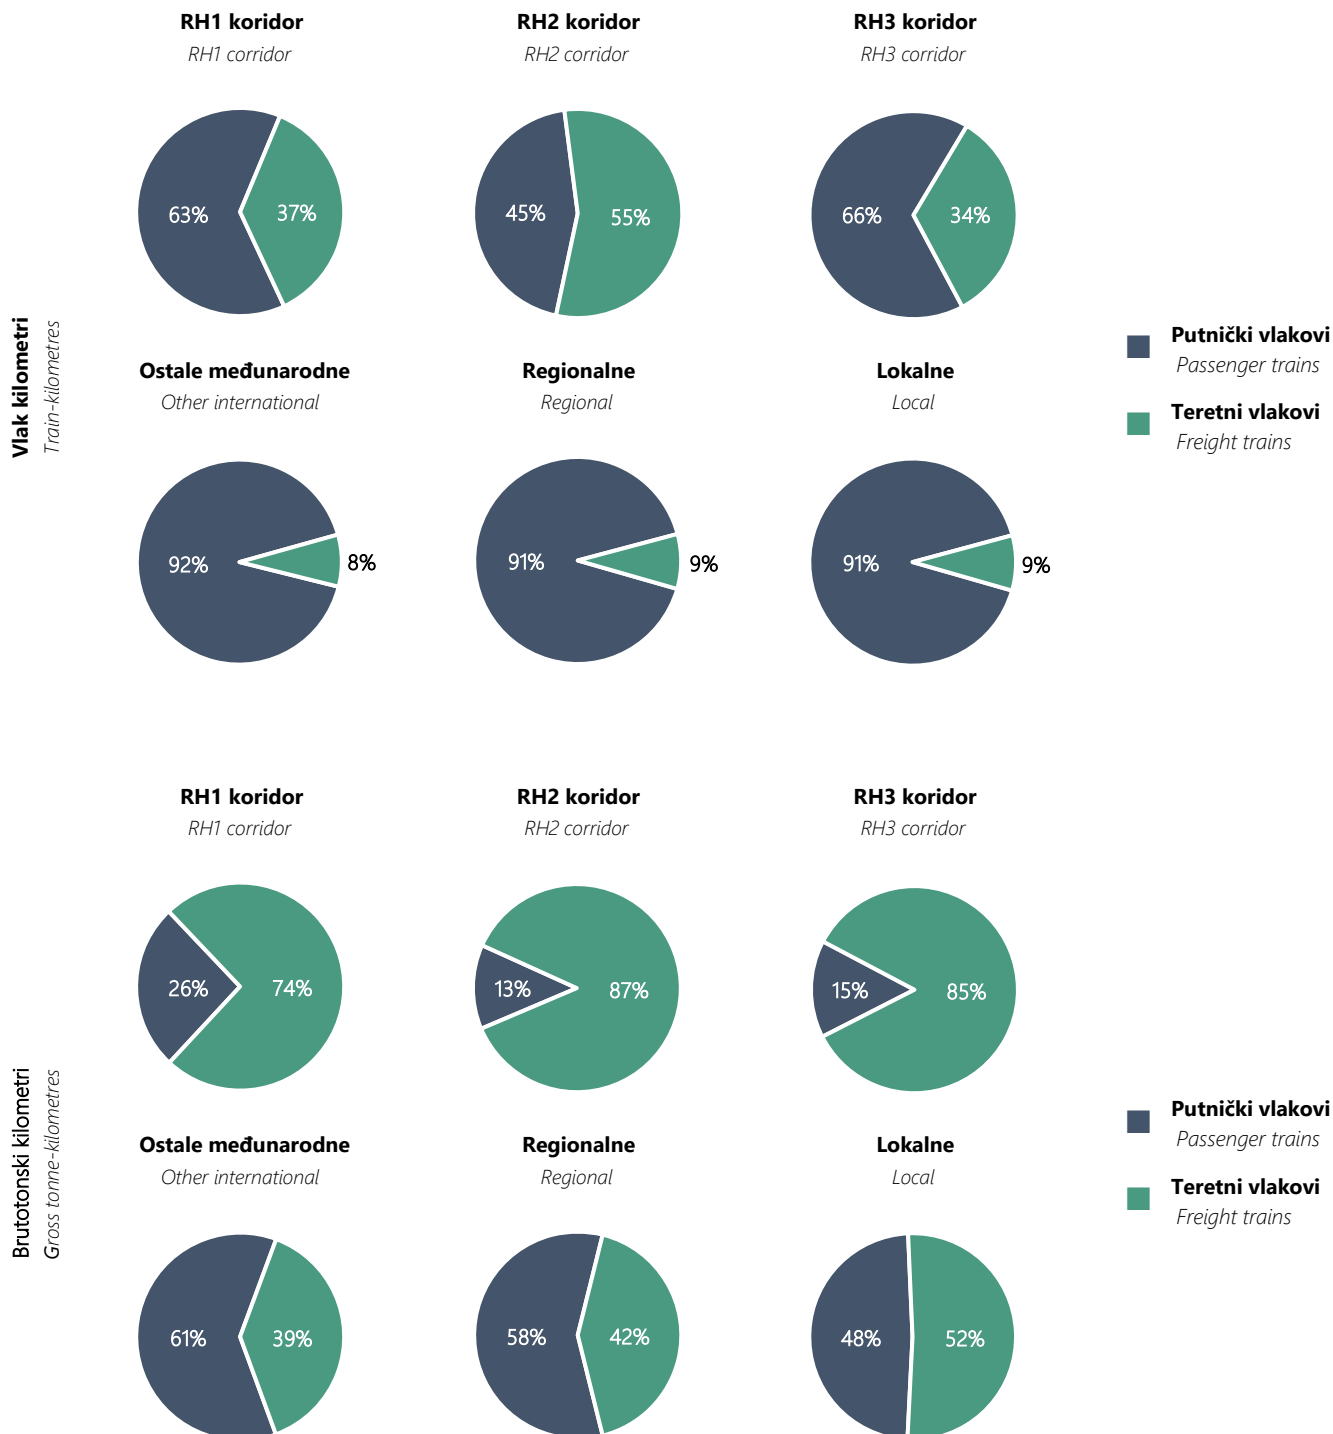 RH1 koridor
RH1 corridor
RH2 koridor
RH2 corridor
RH3 koridor
RH3 corridor
63%
37%
45%
55%
66%
34%
Vlak kilometri
Train-kilometres
Ostale međunarodne
Other international
Regionalne
Regional
Lokalne
Local
92%
8%
91%
9%
91%
9%
Putnički vlakovi
Passenger trains
Teretni vlakovi
Freight trains
RH1 koridor
RH1 corridor
RH2 koridor
RH2 corridor
RH3 koridor
RH3 corridor
26%
74%
13%
87%
15%
85%
Brutotonski kilometri
Gross tonne-kilometres
Ostale međunarodne
Other international
Regionalne
Regional
Lokalne
Local
61%
39%
58%
42%
48%
52%
Putnički vlakovi
Passenger trains
Teretni vlakovi
Freight trains